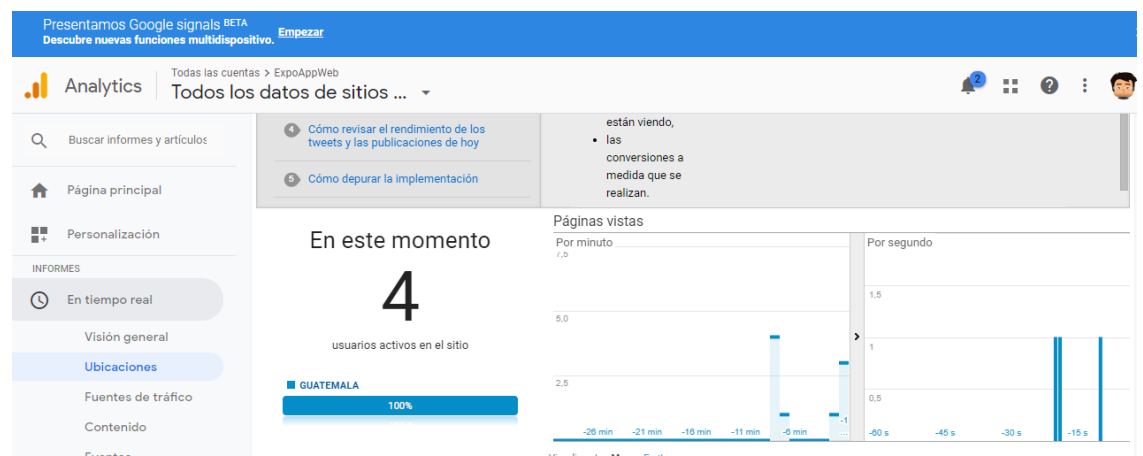 Presentamos Google signals BETA
Descubre nuevas funciones multidispositivo. Empezar
Analytics
Todas las cuentas > ExpoAppWeb
Todos los datos de sitios ...
2
Buscar informes y artículos
Página principal
Personalización
INFORMES
En tiempo real
Visión general
Ubicaciones
Fuentes de tráfico
Contenido
4 Cómo revisar el rendimiento de los
tweets y las publicaciones de hoy
5 Cómo depurar la implementación
están viendo,
• las
conversiones a
medida que se
realizan.
En este momento
4
usuarios activos en el sitio
GUATEMALA
100%
Páginas vistas
Por minuto
7,5
5,0
2,5
-26 min -21 min -16 min -11 min -6 min -1
...
Por segundo
1,5
1
0,5
-60 s -45 s -30 s -15 s